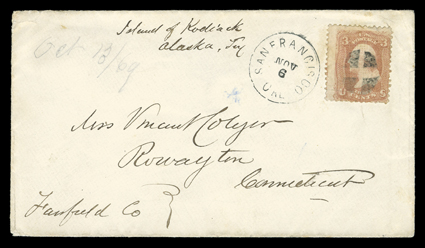 Island of Kodiack
Alaska, Ty
Oct 13/69
SAN FRANCISCO
NOV
6
CAL.
Mrs Vincent Colyer
Rowayton
Connecticut
Fairfield Co